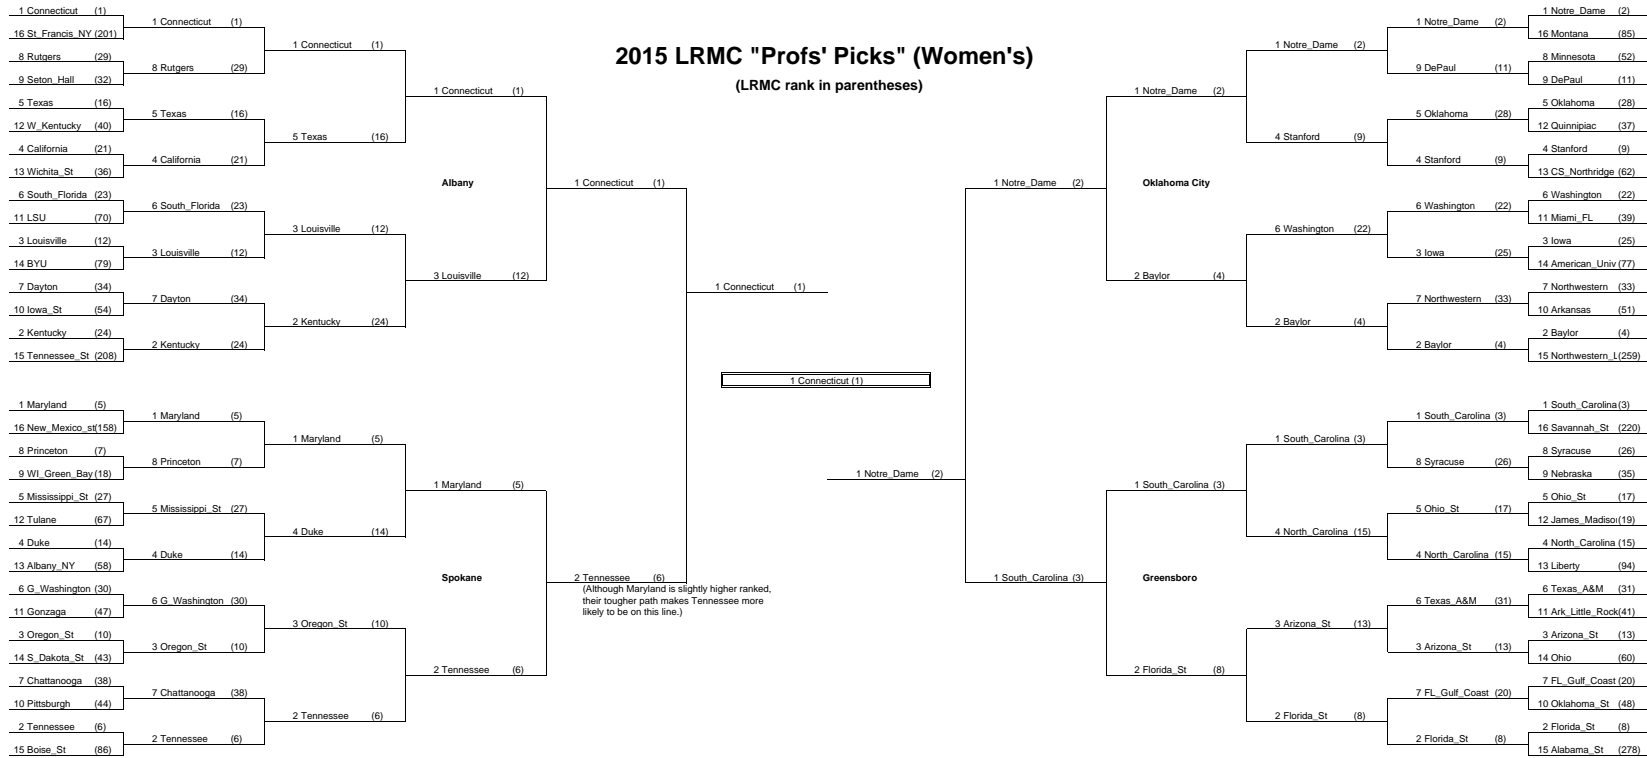 2015 LRMC "Profs' Picks" (Women's)
(LRMC rank in parentheses)
1 Connecticut (1)
16 St_Francis_NY (201)
8 Rutgers (29)
9 Seton_Hall (32)
5 Texas (16)
12 W_Kentucky (40)
4 California (21)
13 Wichita_St (36)
6 South_Florida (23)
11 LSU (70)
3 Louisville (12)
14 BYU (79)
7 Dayton (34)
10 Iowa_St (54)
2 Kentucky (24)
15 Tennessee_St (208)
1 Connecticut (1)
8 Rutgers (29)
5 Texas (16)
4 California (21)
6 South_Florida (23)
3 Louisville (12)
7 Dayton (34)
2 Kentucky (24)
1 Connecticut (1)
5 Texas (16)
3 Louisville (12)
2 Kentucky (24)
1 Connecticut (1)
3 Louisville (12)
Albany
1 Connecticut (1)
1 Maryland (5)
16 New_Mexico_st(158)
8 Princeton (7)
9 WI_Green_Bay (18)
5 Mississippi_St (27)
12 Tulane (67)
4 Duke (14)
13 Albany_NY (58)
6 G_Washington (30)
11 Gonzaga (47)
3 Oregon_St (10)
14 S_Dakota_St (43)
7 Chattanooga (38)
10 Pittsburgh (44)
2 Tennessee (6)
15 Boise_St (86)
1 Maryland (5)
8 Princeton (7)
5 Mississippi_St (27)
4 Duke (14)
6 G_Washington (30)
3 Oregon_St (10)
7 Chattanooga (38)
2 Tennessee (6)
1 Maryland (5)
4 Duke (14)
3 Oregon_St (10)
2 Tennessee (6)
1 Maryland (5)
2 Tennessee (6)
Spokane
2 Tennessee (6)
(Although Maryland is slightly higher ranked,
their tougher path makes Tennessee more
likely to be on this line.)
1 Connecticut (1)
1 Connecticut (1)
1 Notre_Dame (2)
1 Notre_Dame (2)
Oklahoma City
1 Notre_Dame (2)
2 Baylor (4)
1 Notre_Dame (2)
4 Stanford (9)
6 Washington (22)
2 Baylor (4)
1 Notre_Dame (2)
9 DePaul (11)
5 Oklahoma (28)
4 Stanford (9)
6 Washington (22)
3 Iowa (25)
7 Northwestern (33)
2 Baylor (4)
1 Notre_Dame (2)
16 Montana (85)
8 Minnesota (52)
9 DePaul (11)
5 Oklahoma (28)
12 Quinnipiac (37)
4 Stanford (9)
13 CS_Northridge (62)
6 Washington (22)
11 Miami_FL (39)
3 Iowa (25)
14 American_Univ (77)
7 Northwestern (33)
10 Arkansas (51)
2 Baylor (4)
15 Northwestern_L(259)
1 South_Carolina (3)
Greensboro
1 South_Carolina (3)
2 Florida_St (8)
1 South_Carolina (3)
4 North_Carolina (15)
3 Arizona_St (13)
2 Florida_St (8)
1 South_Carolina (3)
8 Syracuse (26)
5 Ohio_St (17)
4 North_Carolina (15)
6 Texas_A&M (31)
3 Arizona_St (13)
7 FL_Gulf_Coast (20)
2 Florida_St (8)
1 South_Carolina(3)
16 Savannah_St (220)
8 Syracuse (26)
9 Nebraska (35)
5 Ohio_St (17)
12 James_Madiso(19)
4 North_Carolina (15)
13 Liberty (94)
6 Texas_A&M (31)
11 Ark_Little_Rock(41)
3 Arizona_St (13)
14 Ohio (60)
7 FL_Gulf_Coast (20)
10 Oklahoma_St (48)
2 Florida_St (8)
15 Alabama_St (278)